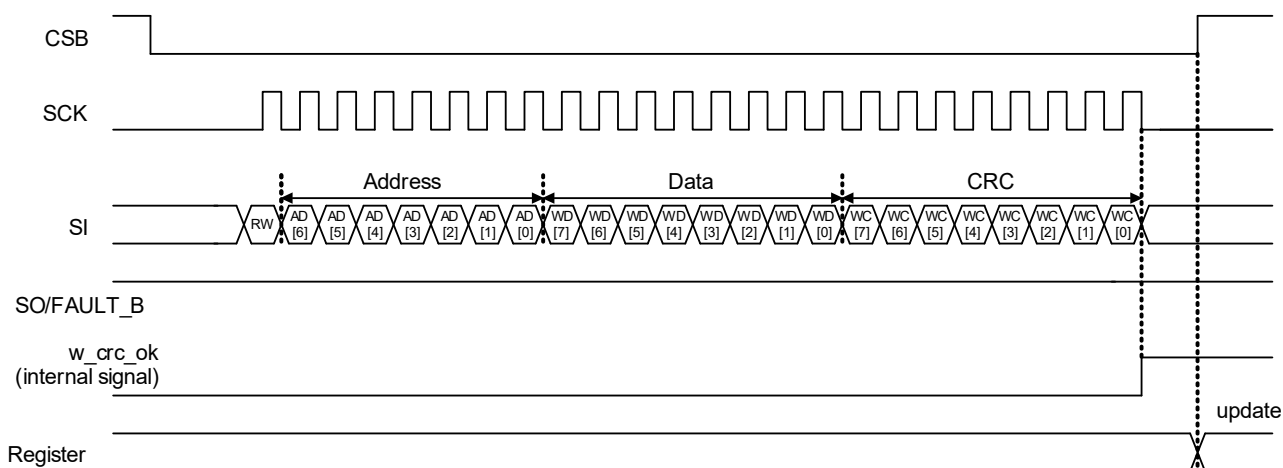 CSB
SCK
Address Data CRC
SI RW AD [6] AD [5] AD [4] AD [3] AD [2] AD [1] AD [0] WD [7] WD [6] WD [5] WD [4] WD [3] WD [2] WD [1] WD [0] WC [7] WC [6] WC [5] WC [4] WC [3] WC [2] WC [1] WC [0]
SO/FAULT_B
w_crc_ok
(internal signal)
update
Register